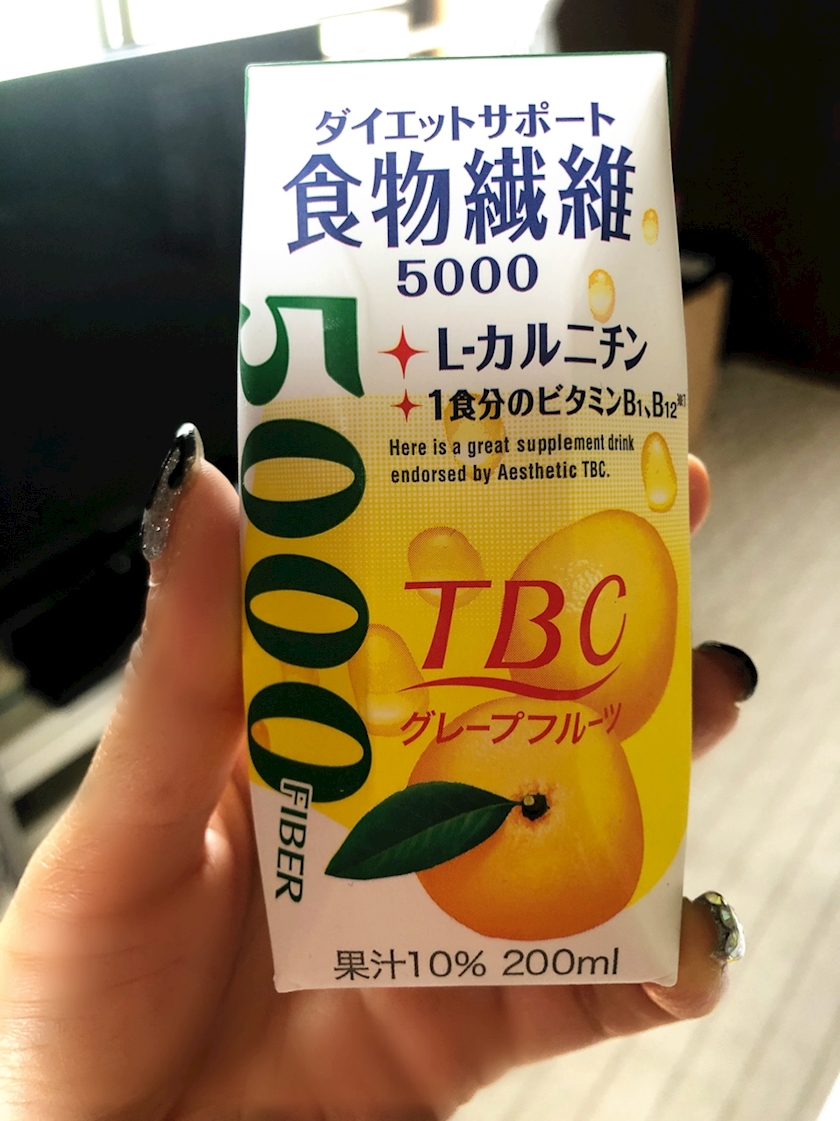 ダイエットサポート
食物繊維
5000
L-カルニチン
1食分のビタミンB1、B12※1
Here is a great supplement drink
endorsed by Aesthetic TBC.
5000
FIBER
TBC
グレープフルーツ
果汁10% 200ml